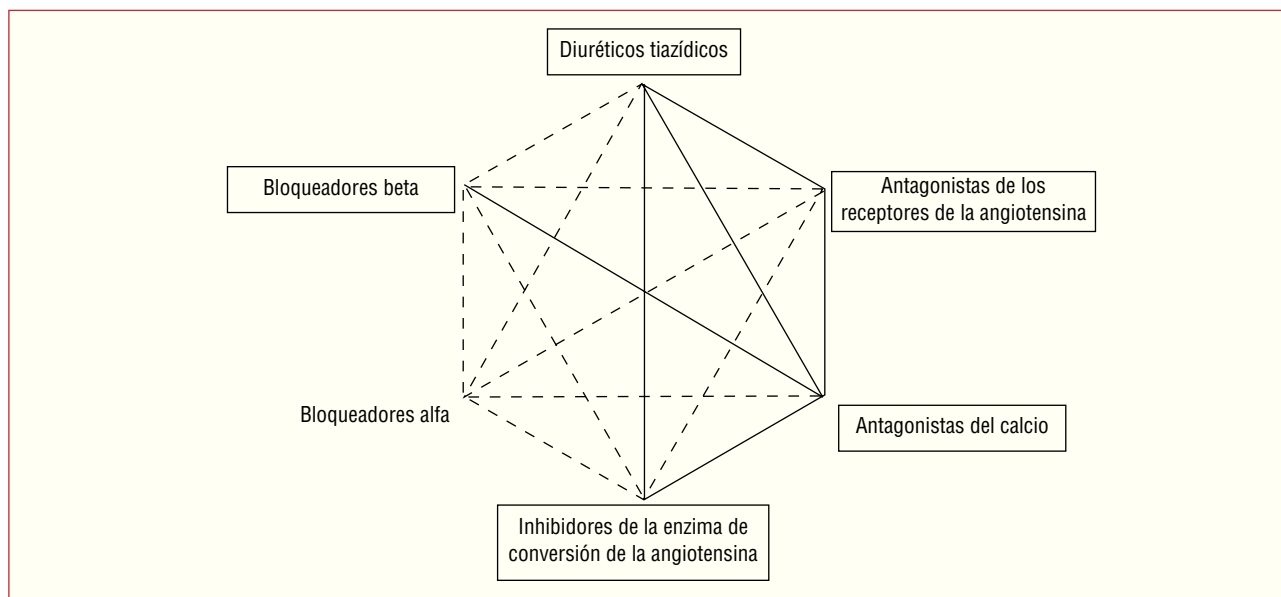 Diuréticos tiazídicos
Bloqueadores beta
Antagonistas de los
receptores de la angiotensina
Bloqueadores alfa
Antagonistas del calcio
Inhibidores de la enzima de
conversión de la angiotensina